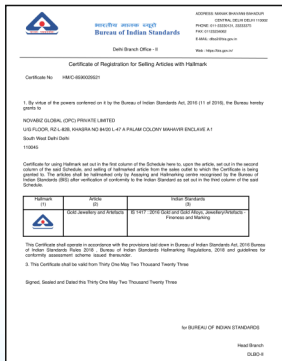 ADDRESS: MANAK BHAVAN BAHADUR
CENTRAL DELHI DELHI 110002
भारतीय मानक ब्यूरो
Bureau of Indian Standards
Delhi Branch Office - II
Web : https://bis.gov.in
Certificate of Registration for Selling Articles with Hallmark
Certificate No
1. By virtue of the powers conferred on it by the Bureau of Indian Standards Act, 2016 (11 of 2016), the Bureau hereby
grants to
NOVABIZ GLOBAL (OPC) PRIVATE LIMITED
U/G FLOOR, RZ-L-82B, KHASRA NO 84/20 L-47 A PALAM COLONY MAHAVIR ENCLAVE A1
South West Delhi Delhi
110045
Certificate for using Hallmark set out in the first column of the Schedule here to, upon the article, set out in the second
column of the said Schedule, and selling of hallmarked article from the sales outlet to which the Certificate is being
granted to. The articles shall be hallmarked only by Assaying and Hallmarking centre recognised by the Bureau of
Indian Standards (BIS) after verification of conformity to the Indian Standard as set out in the third column of the said
Schedule.
Hallmark Article Indian Standards
(1) (2) (3)
Gold Jewellery and Artefacts IS 1417 : 2016 Gold and Gold Alloys, Jewellery/Artefacts -
Fineness and Marking
This Certificate shall operate in accordance with the provisions laid down in Bureau of Indian Standards Act, 2016 Bureau
of Indian Standards Rules 2018 , Bureau of Indian Standards Hallmarking Regulations, 2018 and guidelines for
conformity assessment scheme issued thereunder.
3. This Certificate shall be valid from Thirty One May Two Thousand Twenty Three
Signed, Sealed and Dated this Thirty One May Two Thousand Twenty Three
for BUREAU OF INDIAN STANDARDS
Head Branch
DLBO-II